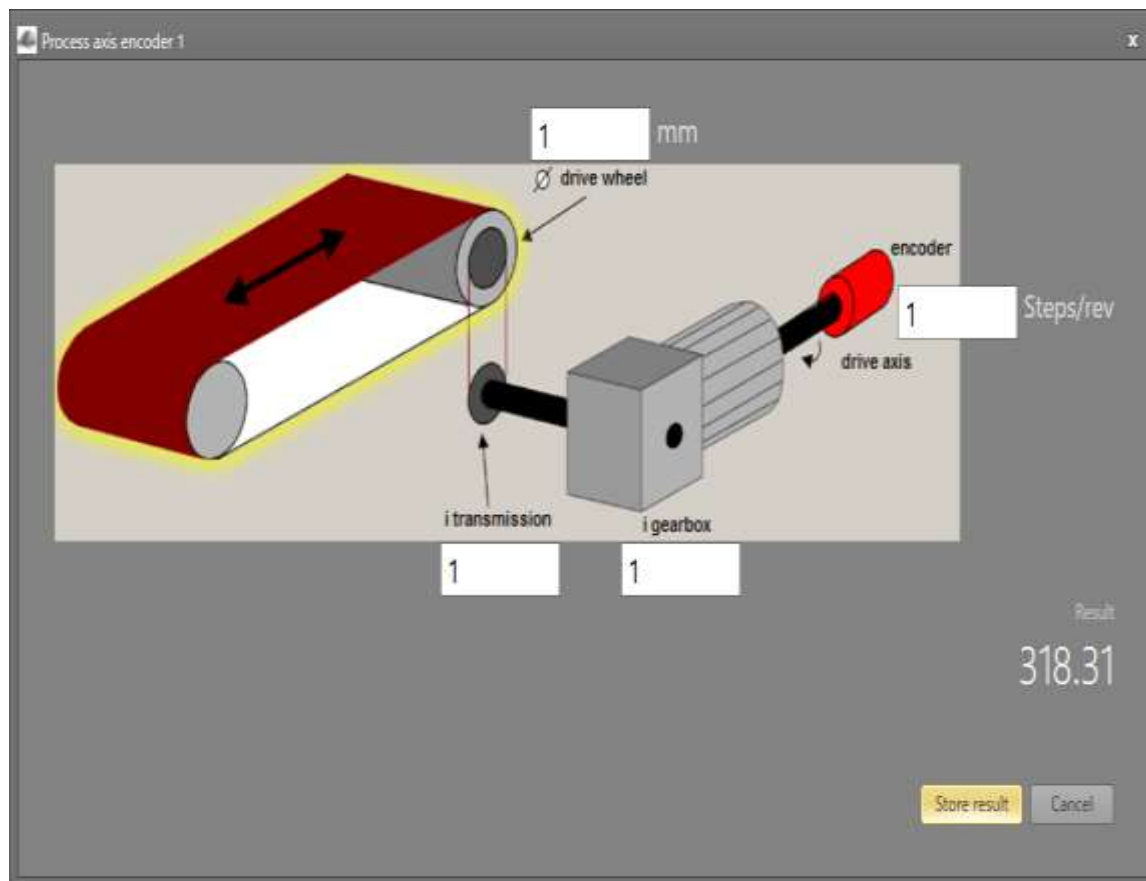 Process axis encoder 1
x
1 mm
Ø drive wheel
encoder
1 Steps/rev
drive axis
i transmission
i gearbox
1 1
Result
318.31
Store result Cancel